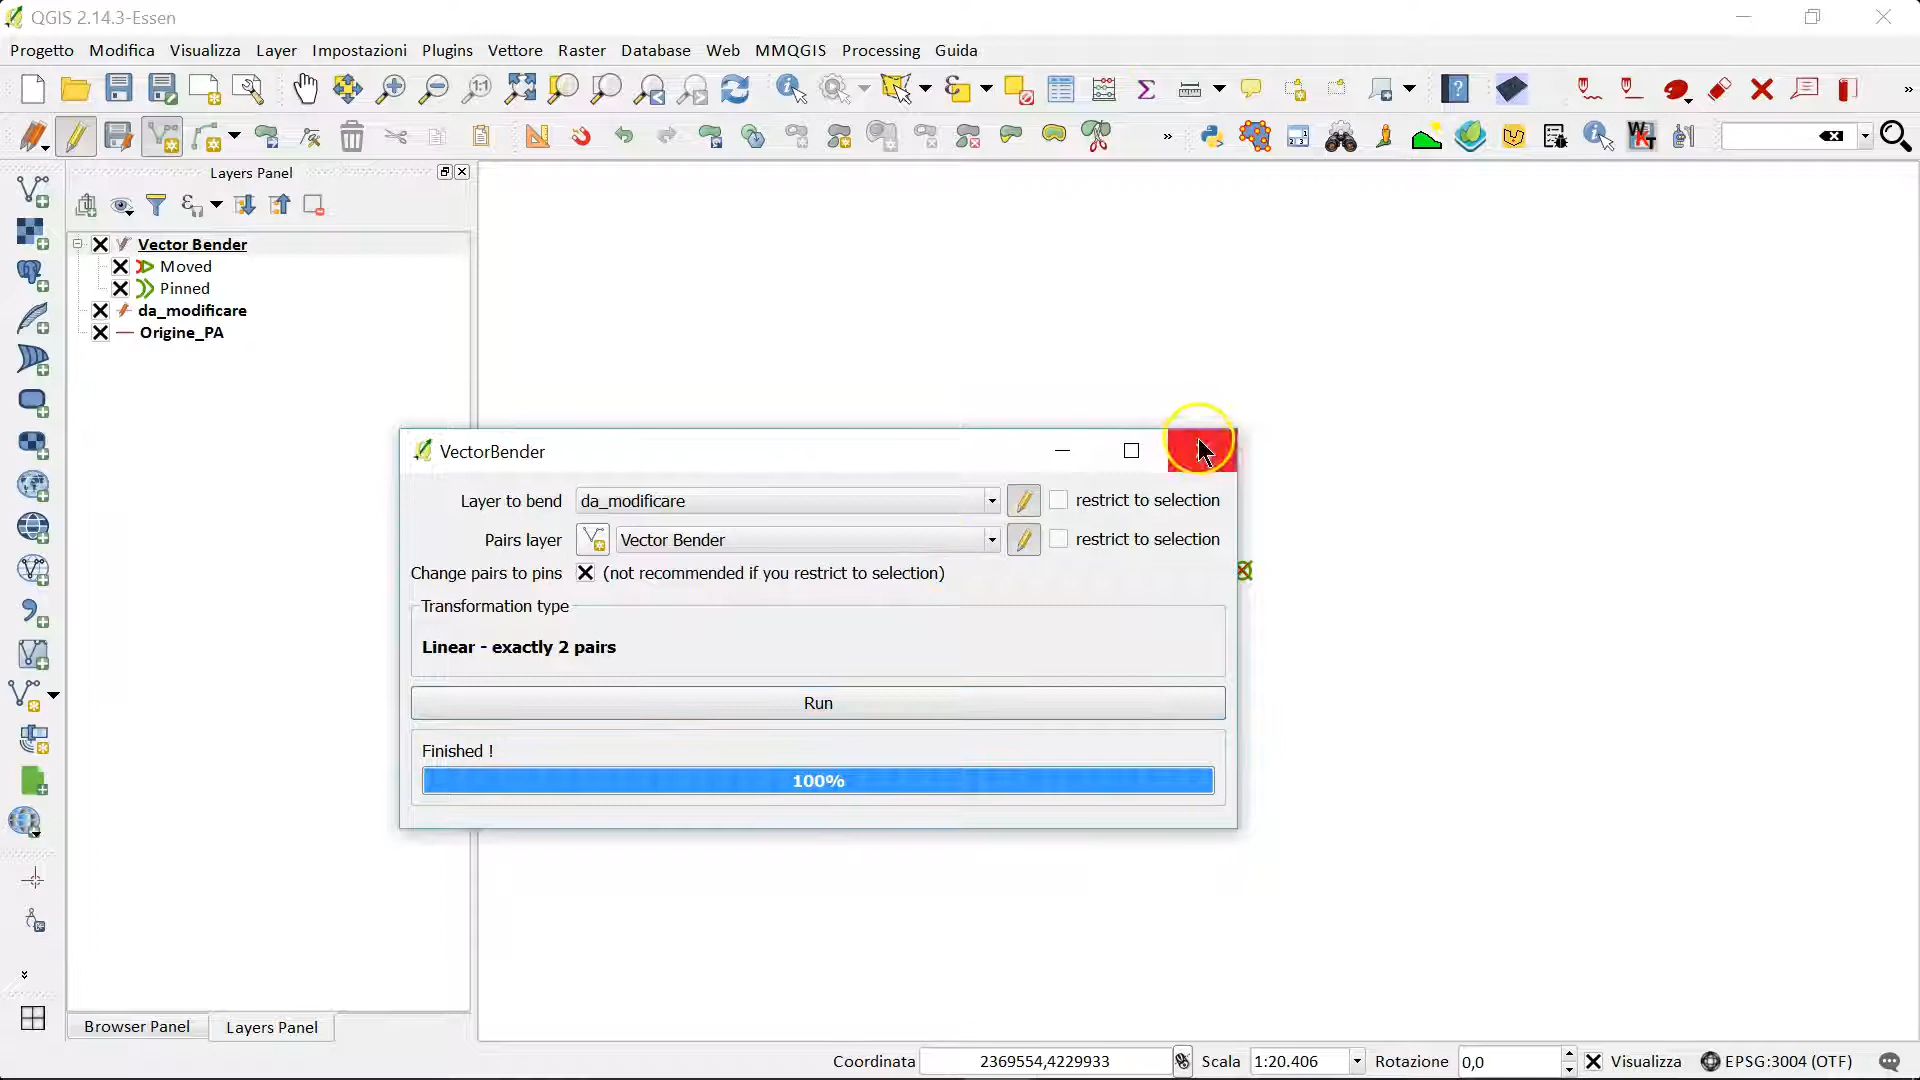 QGIS 2.14.3-Essen
Progetto Modifica Visualizza Layer Impostazioni Plugins Vettore Raster Database Web MMQGIS Processing Guida
Layers Panel
Vector Bender
Moved
Pinned
da_modificare
Origine_PA
VectorBender
Layer to bend da_modificare restrict to selection
Pairs layer Vector Bender restrict to selection
Change pairs to pins (not recommended if you restrict to selection)
Transformation type
Linear - exactly 2 pairs
Run
Finished !
100%
Browser Panel Layers Panel
Coordinata 2369554,4229933 Scala 1:20.406 Rotazione 0,0 Visualizza EPSG:3004 (OTF)